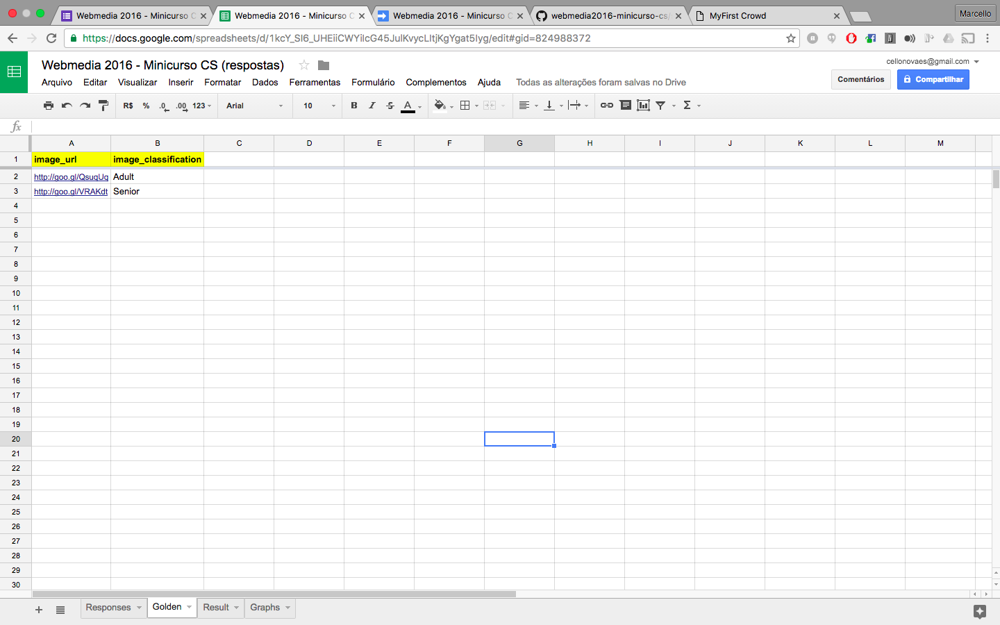 Webmedia 2016 - Minicurso C
Webmedia 2016 - Minicurso C
Webmedia 2016 - Minicurso C
webmedia2016-minicurso-cs/
MyFirst Crowd
Marcello
https://docs.google.com/spreadsheets/d/1kcY_SI6_UHEiiCWYilcG45JulKvycLItjKgYgat5Iyg/edit#gid=824988372
Webmedia 2016 - Minicurso CS (respostas)
cellonovaes@gmail.com
Arquivo Editar Visualizar Inserir Formatar Dados Ferramentas Formulário Complementos Ajuda Todas as alterações foram salvas no Drive
Comentários Compartilhar
R$ % .0 .00 123 Arial 10 B I S A Σ
fx
A B C D E F G H I J K L M
1 image_url image_classification
2 http://goo.gl/QsuqUq Adult
3 http://goo.gl/VRAKdt Senior
4
5
6
7
8
9
10
11
12
13
14
15
16
17
18
19
20
21
22
23
24
25
26
27
28
29
30
Responses Golden Result Graphs